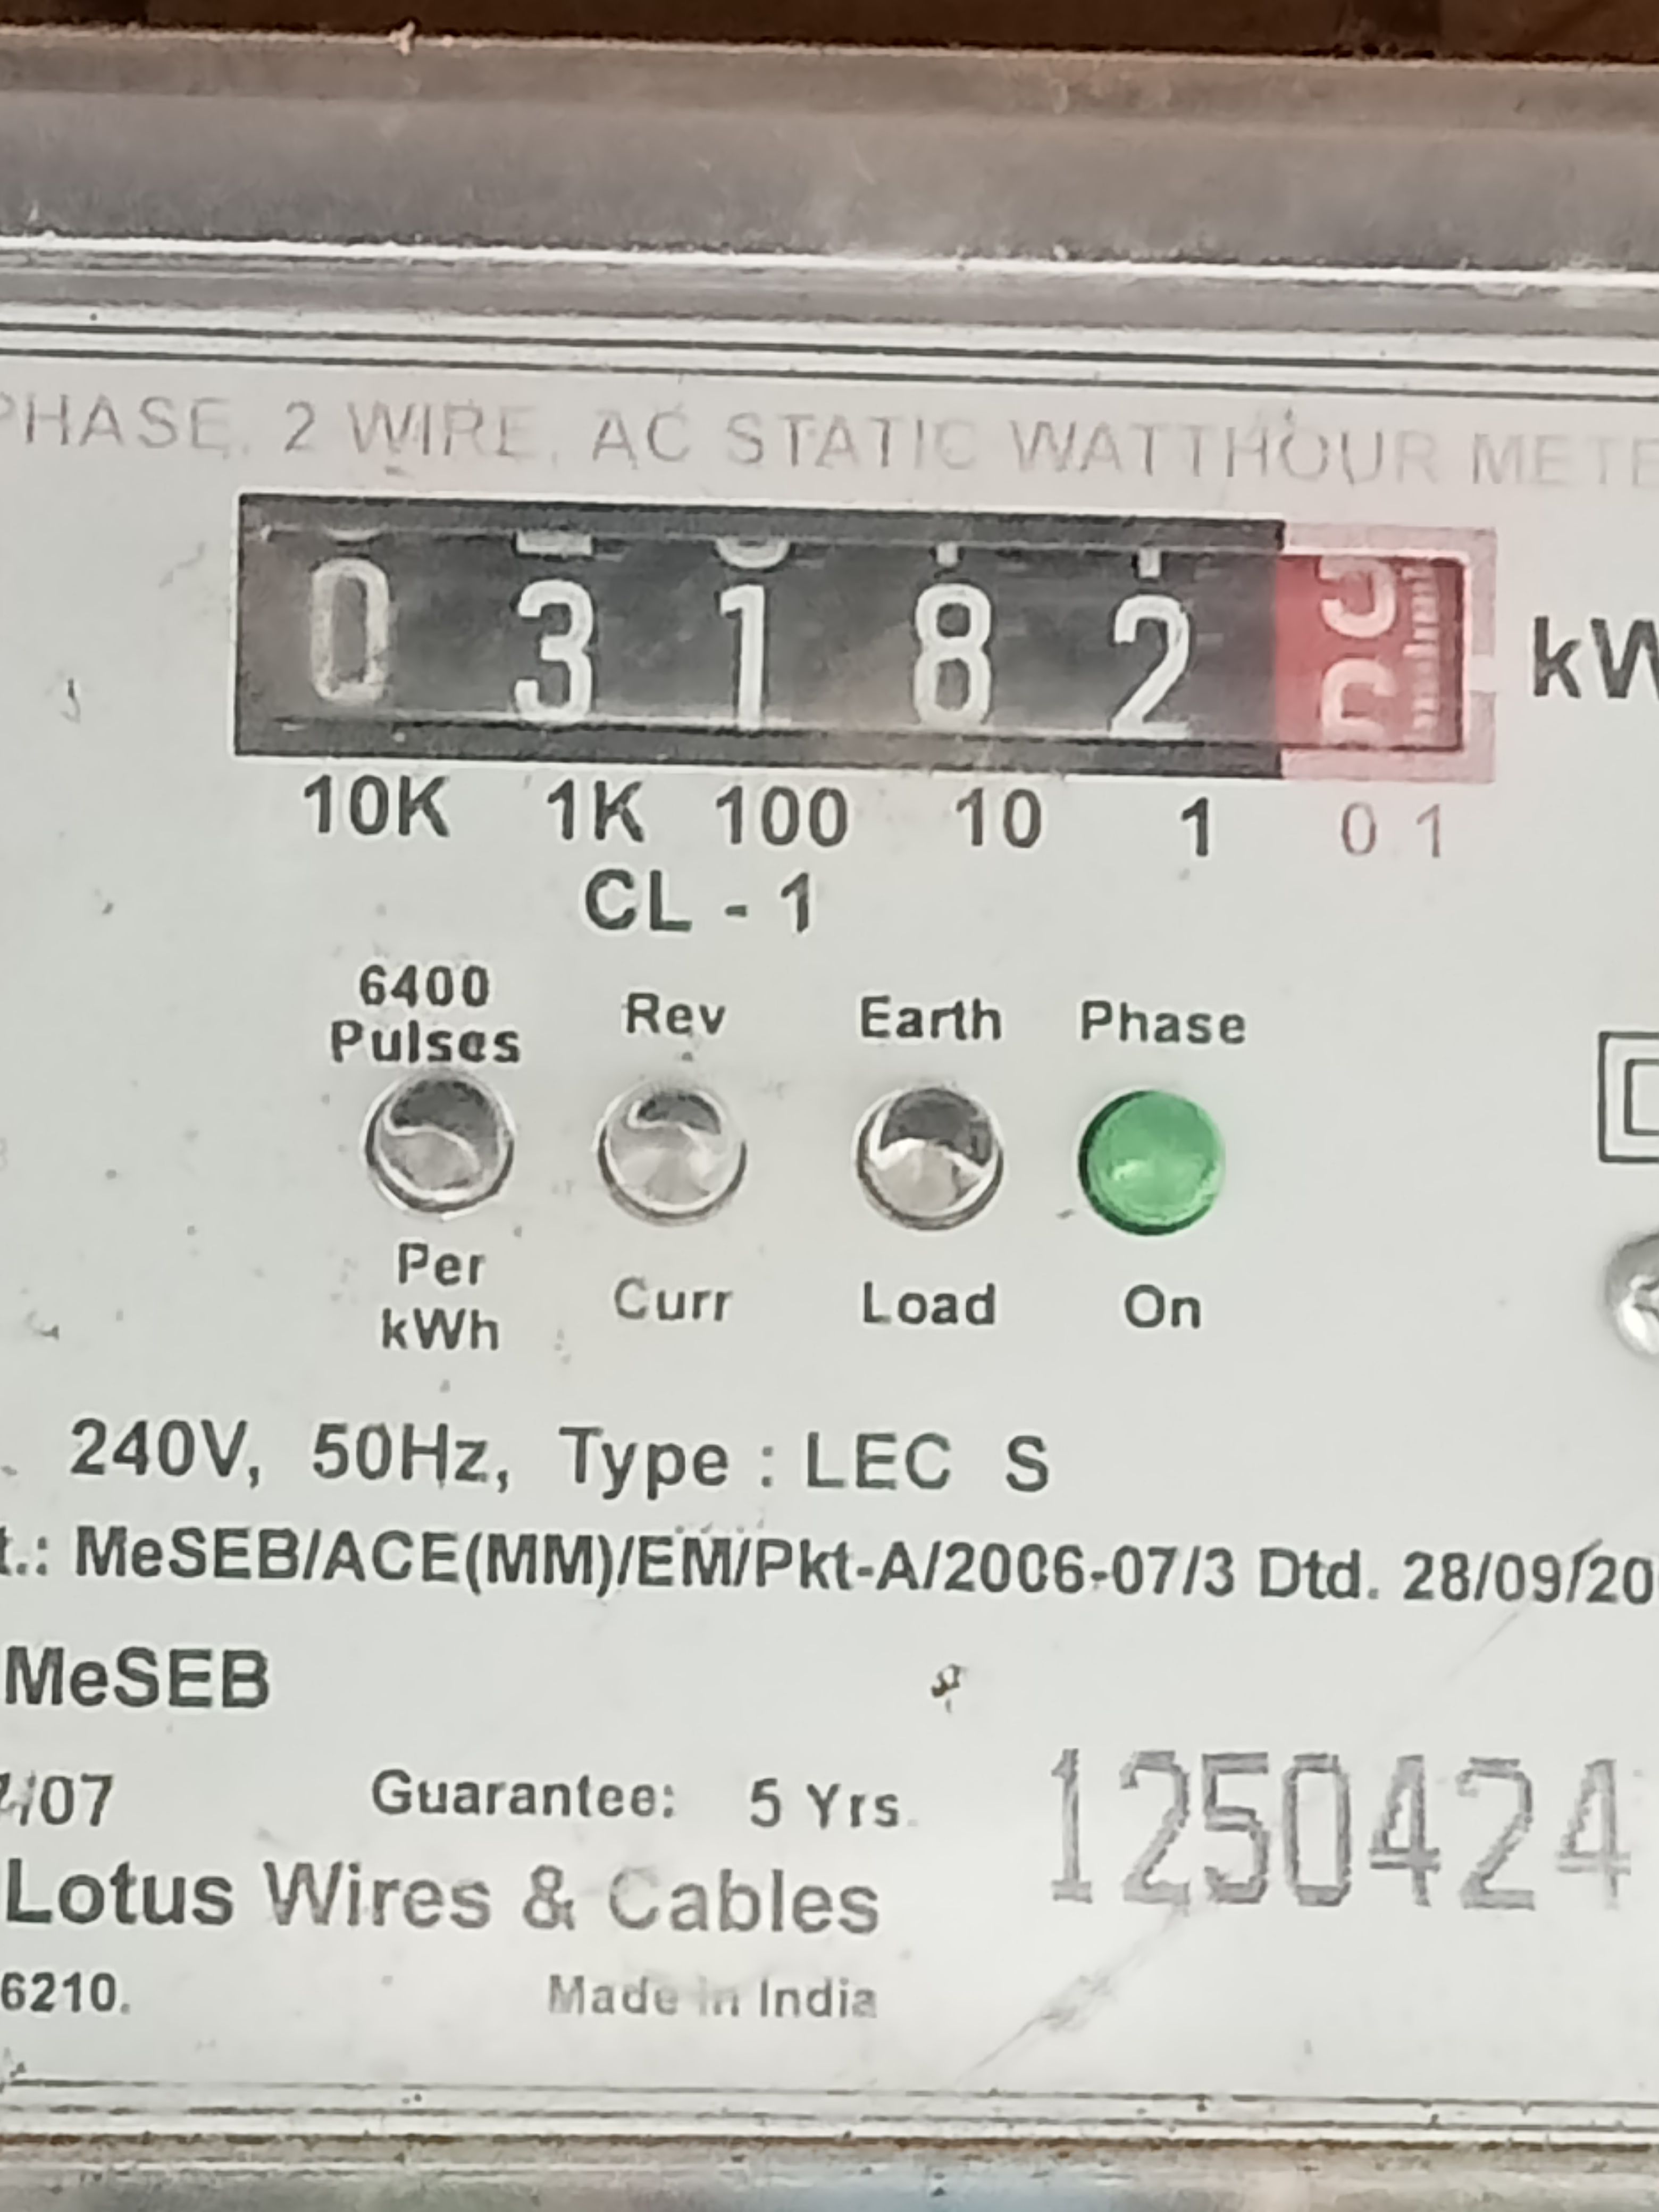 PHASE, 2 WIRE, AC STATIC WATTHOUR METE
0 3 1 8 2
kW
10K 1K 100 10 1 0 1
CL - 1
6400 Pulses Per kWh
Rev Curr
Earth Load
Phase On
240V, 50Hz, Type : LEC S
t.: MeSEB/ACE(MM)/EM/Pkt-A/2006-07/3 Dtd. 28/09/20
MeSEB
/07 Guarantee: 5 Yrs.
1250424
Lotus Wires & Cables
6210. Made in India